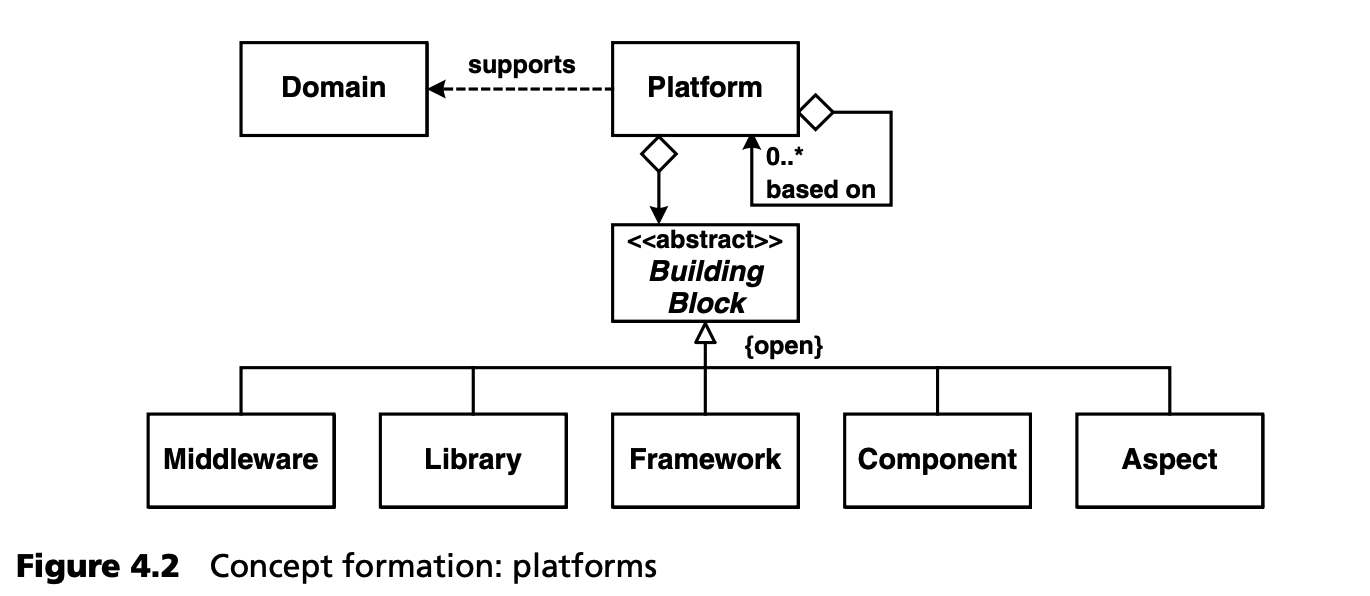 supports
Domain
Platform
0..*
based on
<<abstract>>
Building
Block
{open}
Middleware
Library
Framework
Component
Aspect
Figure 4.2 Concept formation: platforms